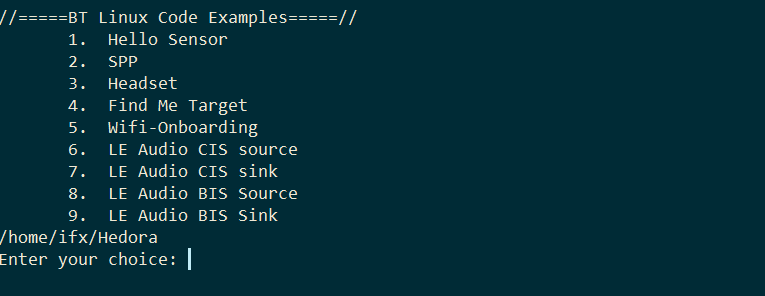 //=====BT Linux Code Examples=====//
1. Hello Sensor
2. SPP
3. Headset
4. Find Me Target
5. Wifi-Onboarding
6. LE Audio CIS source
7. LE Audio CIS sink
8. LE Audio BIS Source
9. LE Audio BIS Sink
/home/ifx/Hedora
Enter your choice: